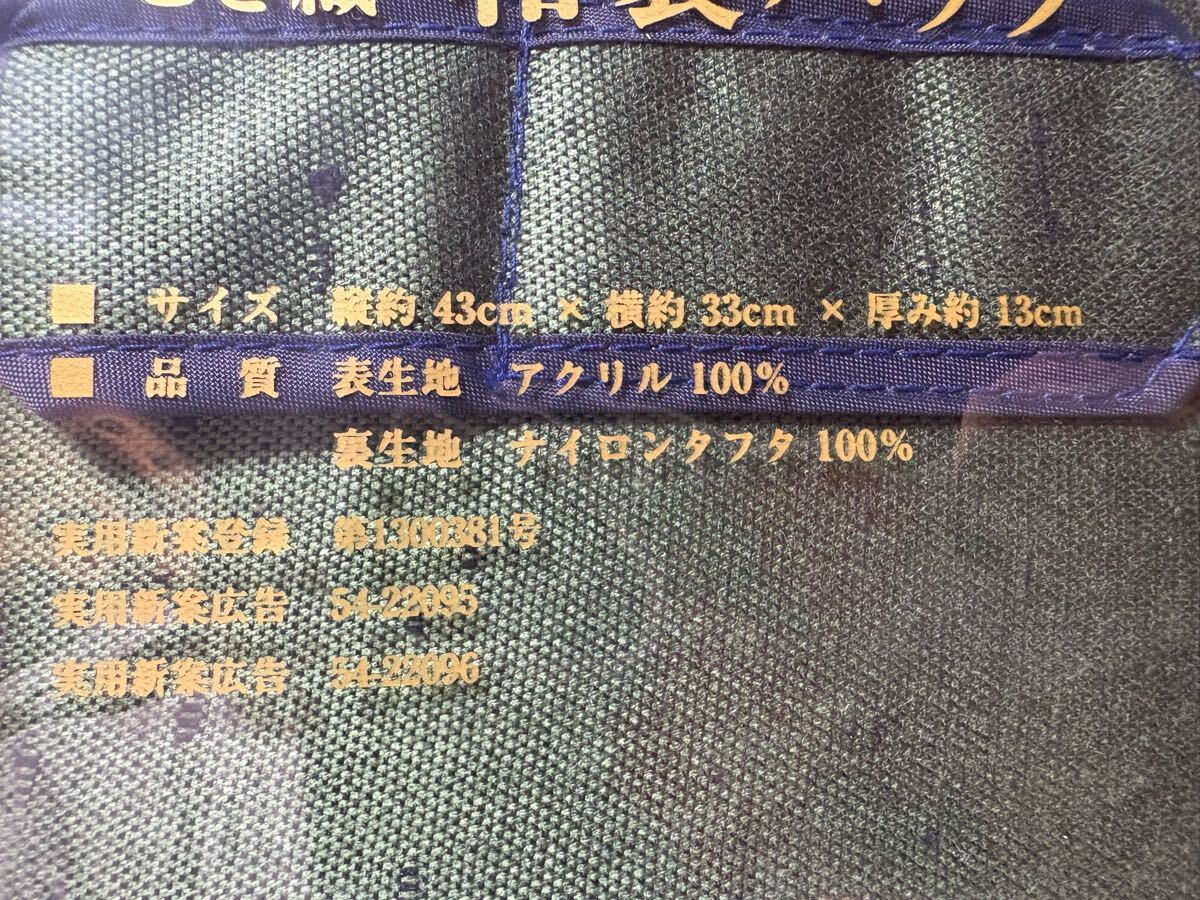 ■ サイズ 縦約 43cm × 横約 33cm × 厚み約 13cm
■ 品質 表生地 アクリル 100%
裏生地 ナイロンタフタ 100%
実用新案登録 第1300381号
実用新案広告 54-22095
実用新案広告 54-22096